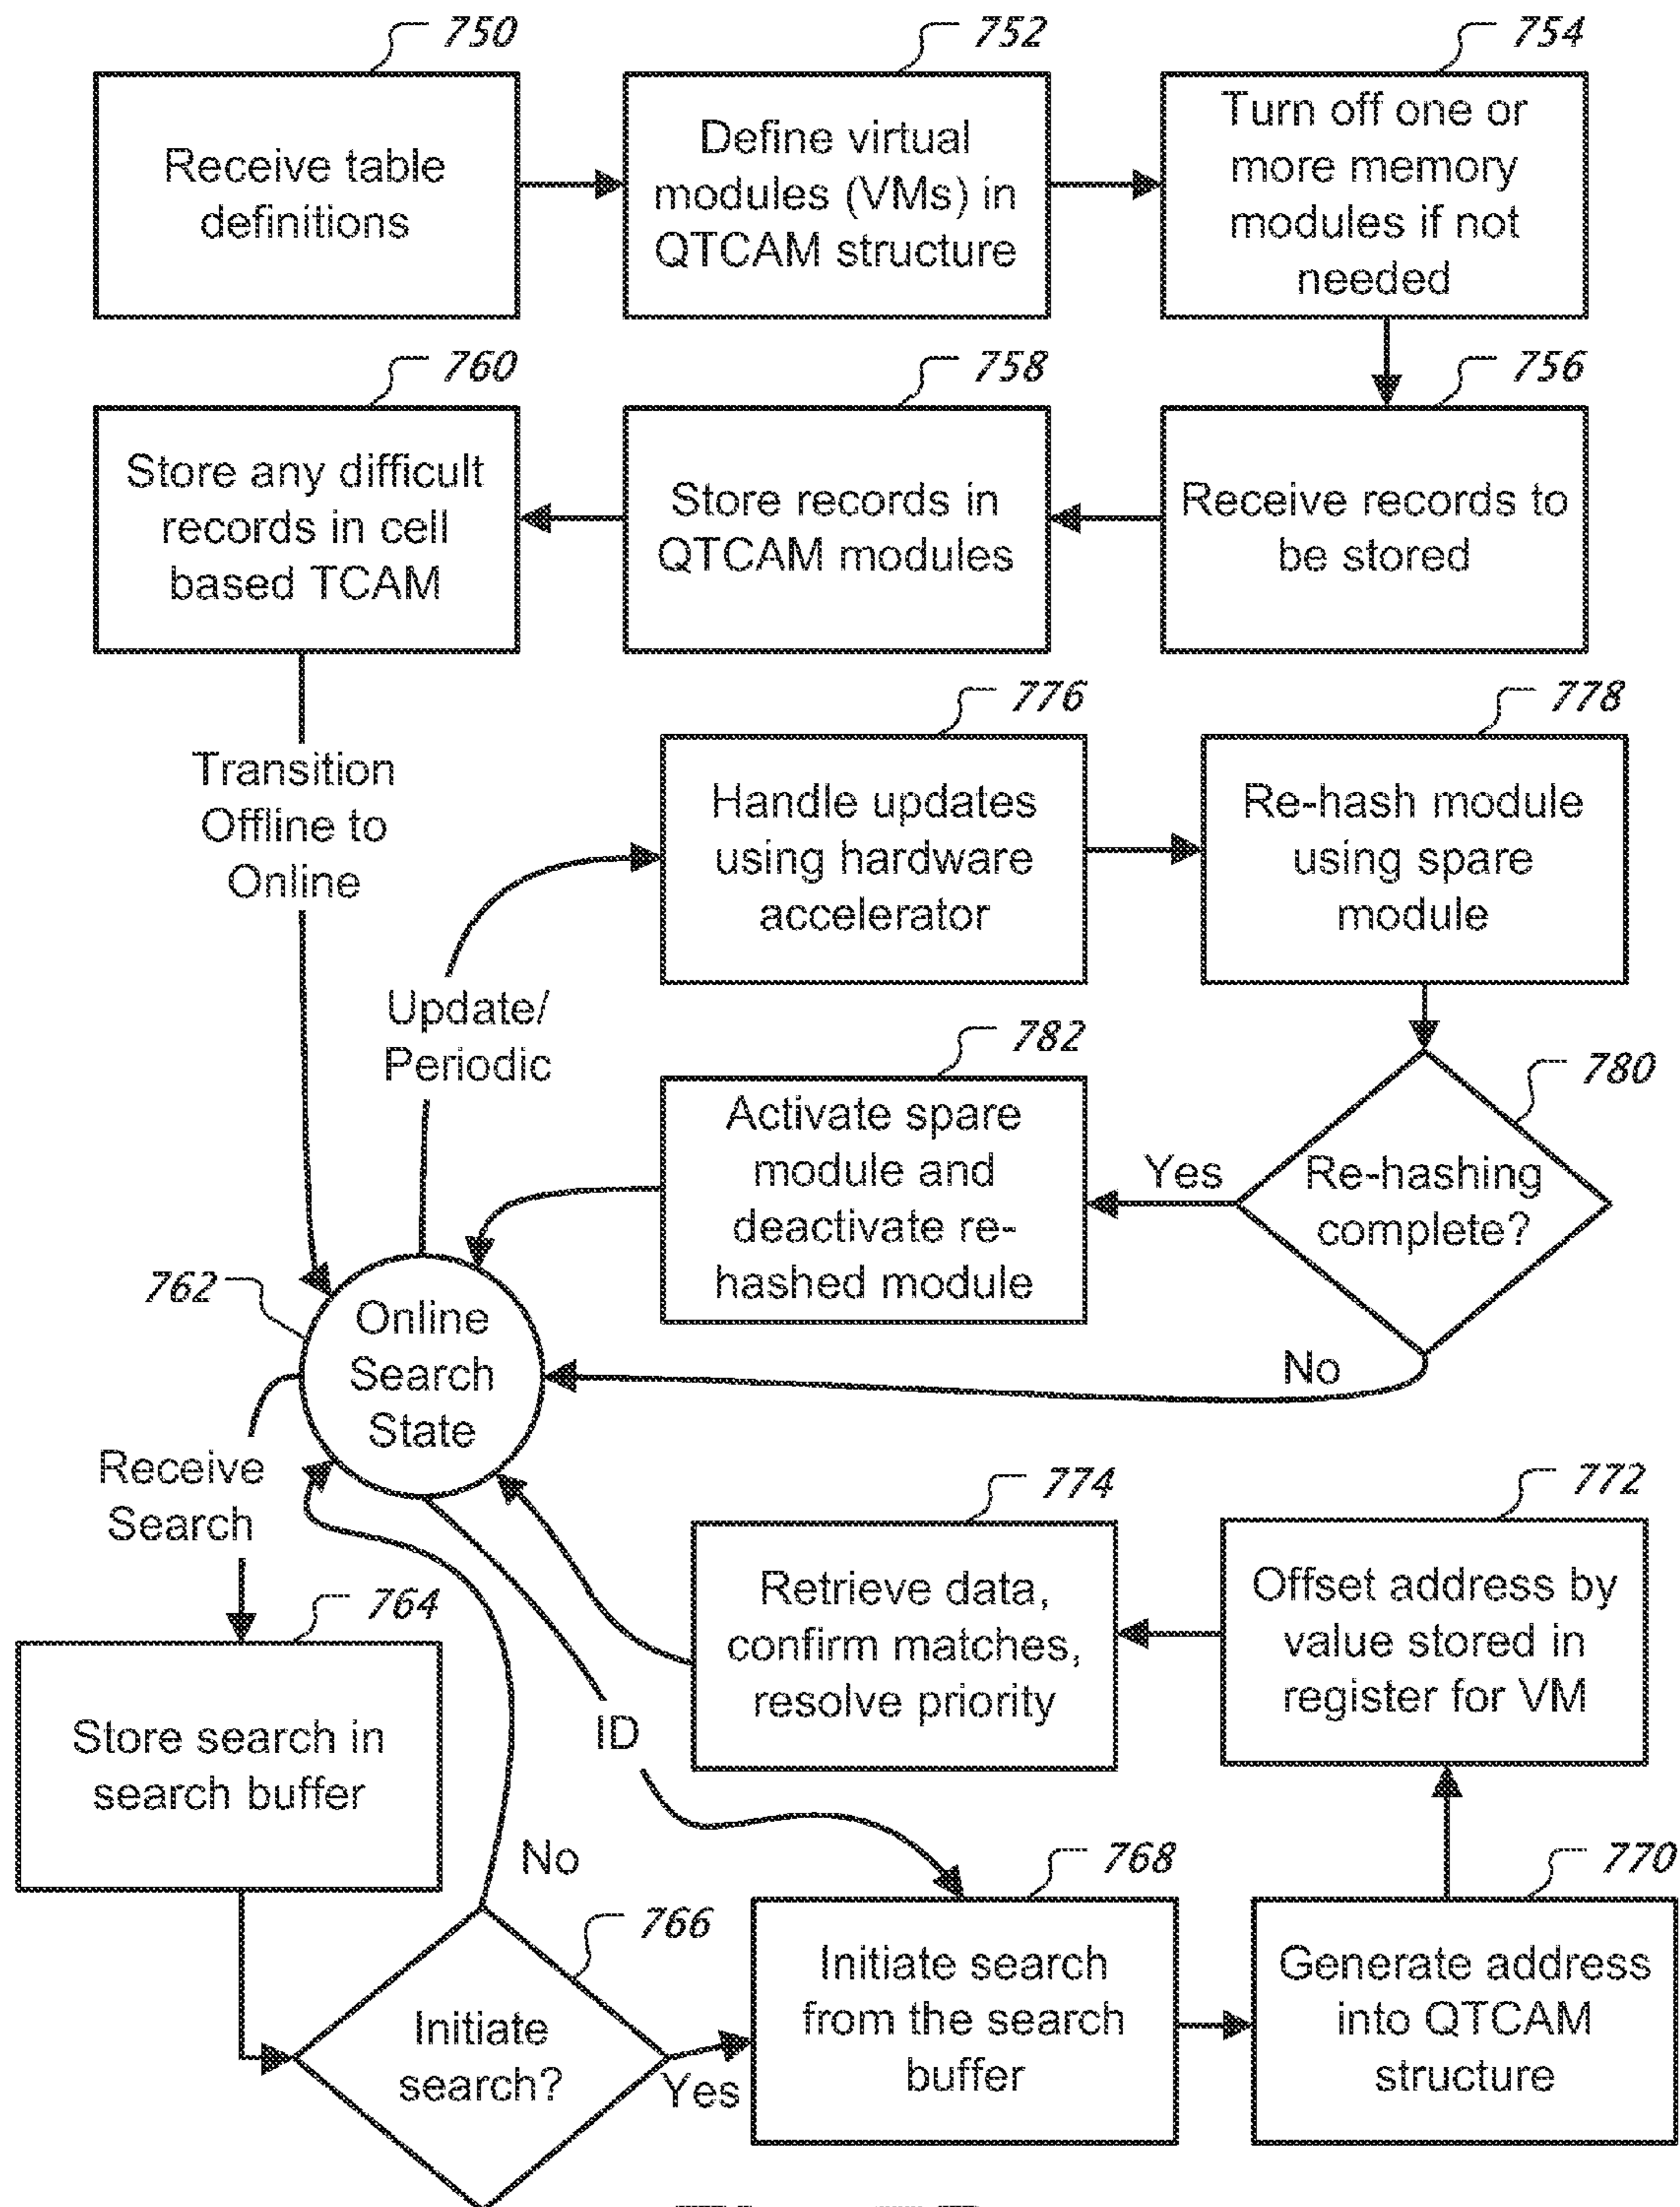 750
752
754
Receive table
definitions
Define virtual
modules (VMs) in
QTCAM structure
Turn off one or
more memory
modules if not
needed
760
758
756
Store any difficult
records in cell
based TCAM
Store records in
QTCAM modules
Receive records to
be stored
Transition
Offline to
Online
776
778
Handle updates
using hardware
accelerator
Re-hash module
using spare
module
Update/
Periodic
782
780
Activate spare
module and
deactivate re-
hashed module
Yes
Re-hashing
complete?
No
762
Online
Search
State
Receive
Search
774
772
Retrieve data,
confirm matches,
resolve priority
Offset address by
value stored in
register for VM
764
Store search in
search buffer
ID
No
766
768
770
Initiate
search?
Yes
Initiate search
from the search
buffer
Generate address
into QTCAM
structure